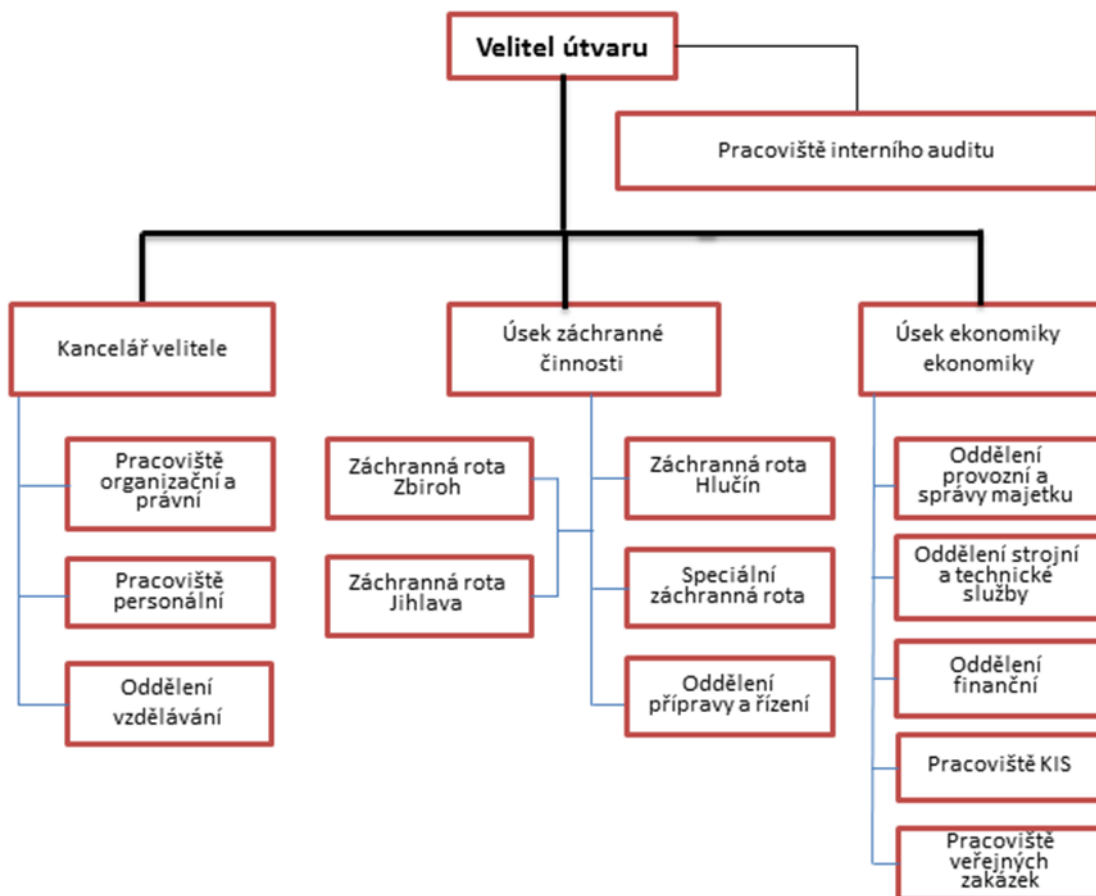 Velitel útvaru
Pracoviště interního auditu
Kancelář velitele
Úsek záchranné
činnosti
Úsek ekonomiky
ekonomiky
Pracoviště
organizační a
právní
Pracoviště
personální
Oddělení
vzdělávání
Záchranná rota
Zbiroh
Záchranná rota
Jihlava
Záchranná rota
Hlučín
Speciální
záchranná rota
Oddělení
přípravy a řízení
Oddělení
provozní a
správy majetku
Oddělení strojní
a technické
služby
Oddělení
finanční
Pracoviště KIS
Pracoviště
veřejných
zakázek